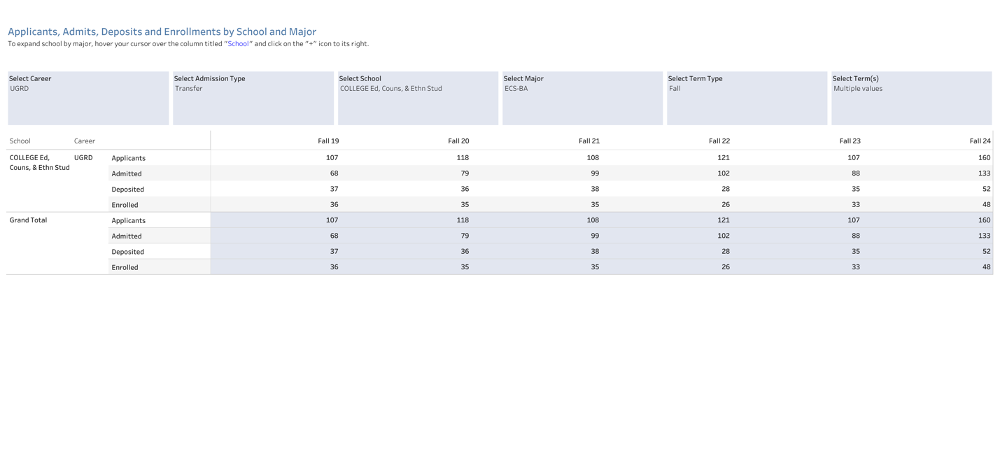 Applicants, Admits, Deposits and Enrollments by School and Major
To expand school by major, hover your cursor over the column titled "School" and click on the "+" icon to its right.
Select Career Select Admission Type Select School Select Major Select Term Type Select Term(s)
UGRD Transfer COLLEGE Ed, Couns, & Ethn Stud ECS-BA Fall Multiple values
School Career Fall 19 Fall 20 Fall 21 Fall 22 Fall 23 Fall 24
COLLEGE Ed, UGRD Applicants 107 118 108 121 107 160
Couns, & Ethn Stud
Admitted 68 79 99 102 88 133
Deposited 37 36 38 28 35 52
Enrolled 36 35 35 26 33 48
Grand Total Applicants 107 118 108 121 107 160
Admitted 68 79 99 102 88 133
Deposited 37 36 38 28 35 52
Enrolled 36 35 35 26 33 48